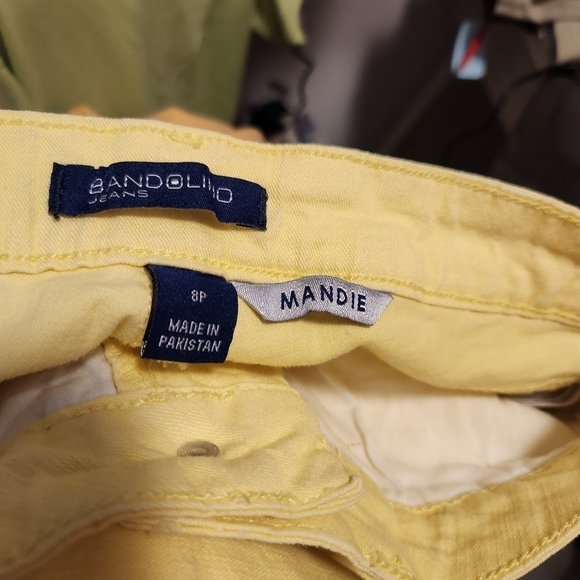 BANDOLINO
JEANS
8P
MADE IN
PAKISTAN
MANDIE